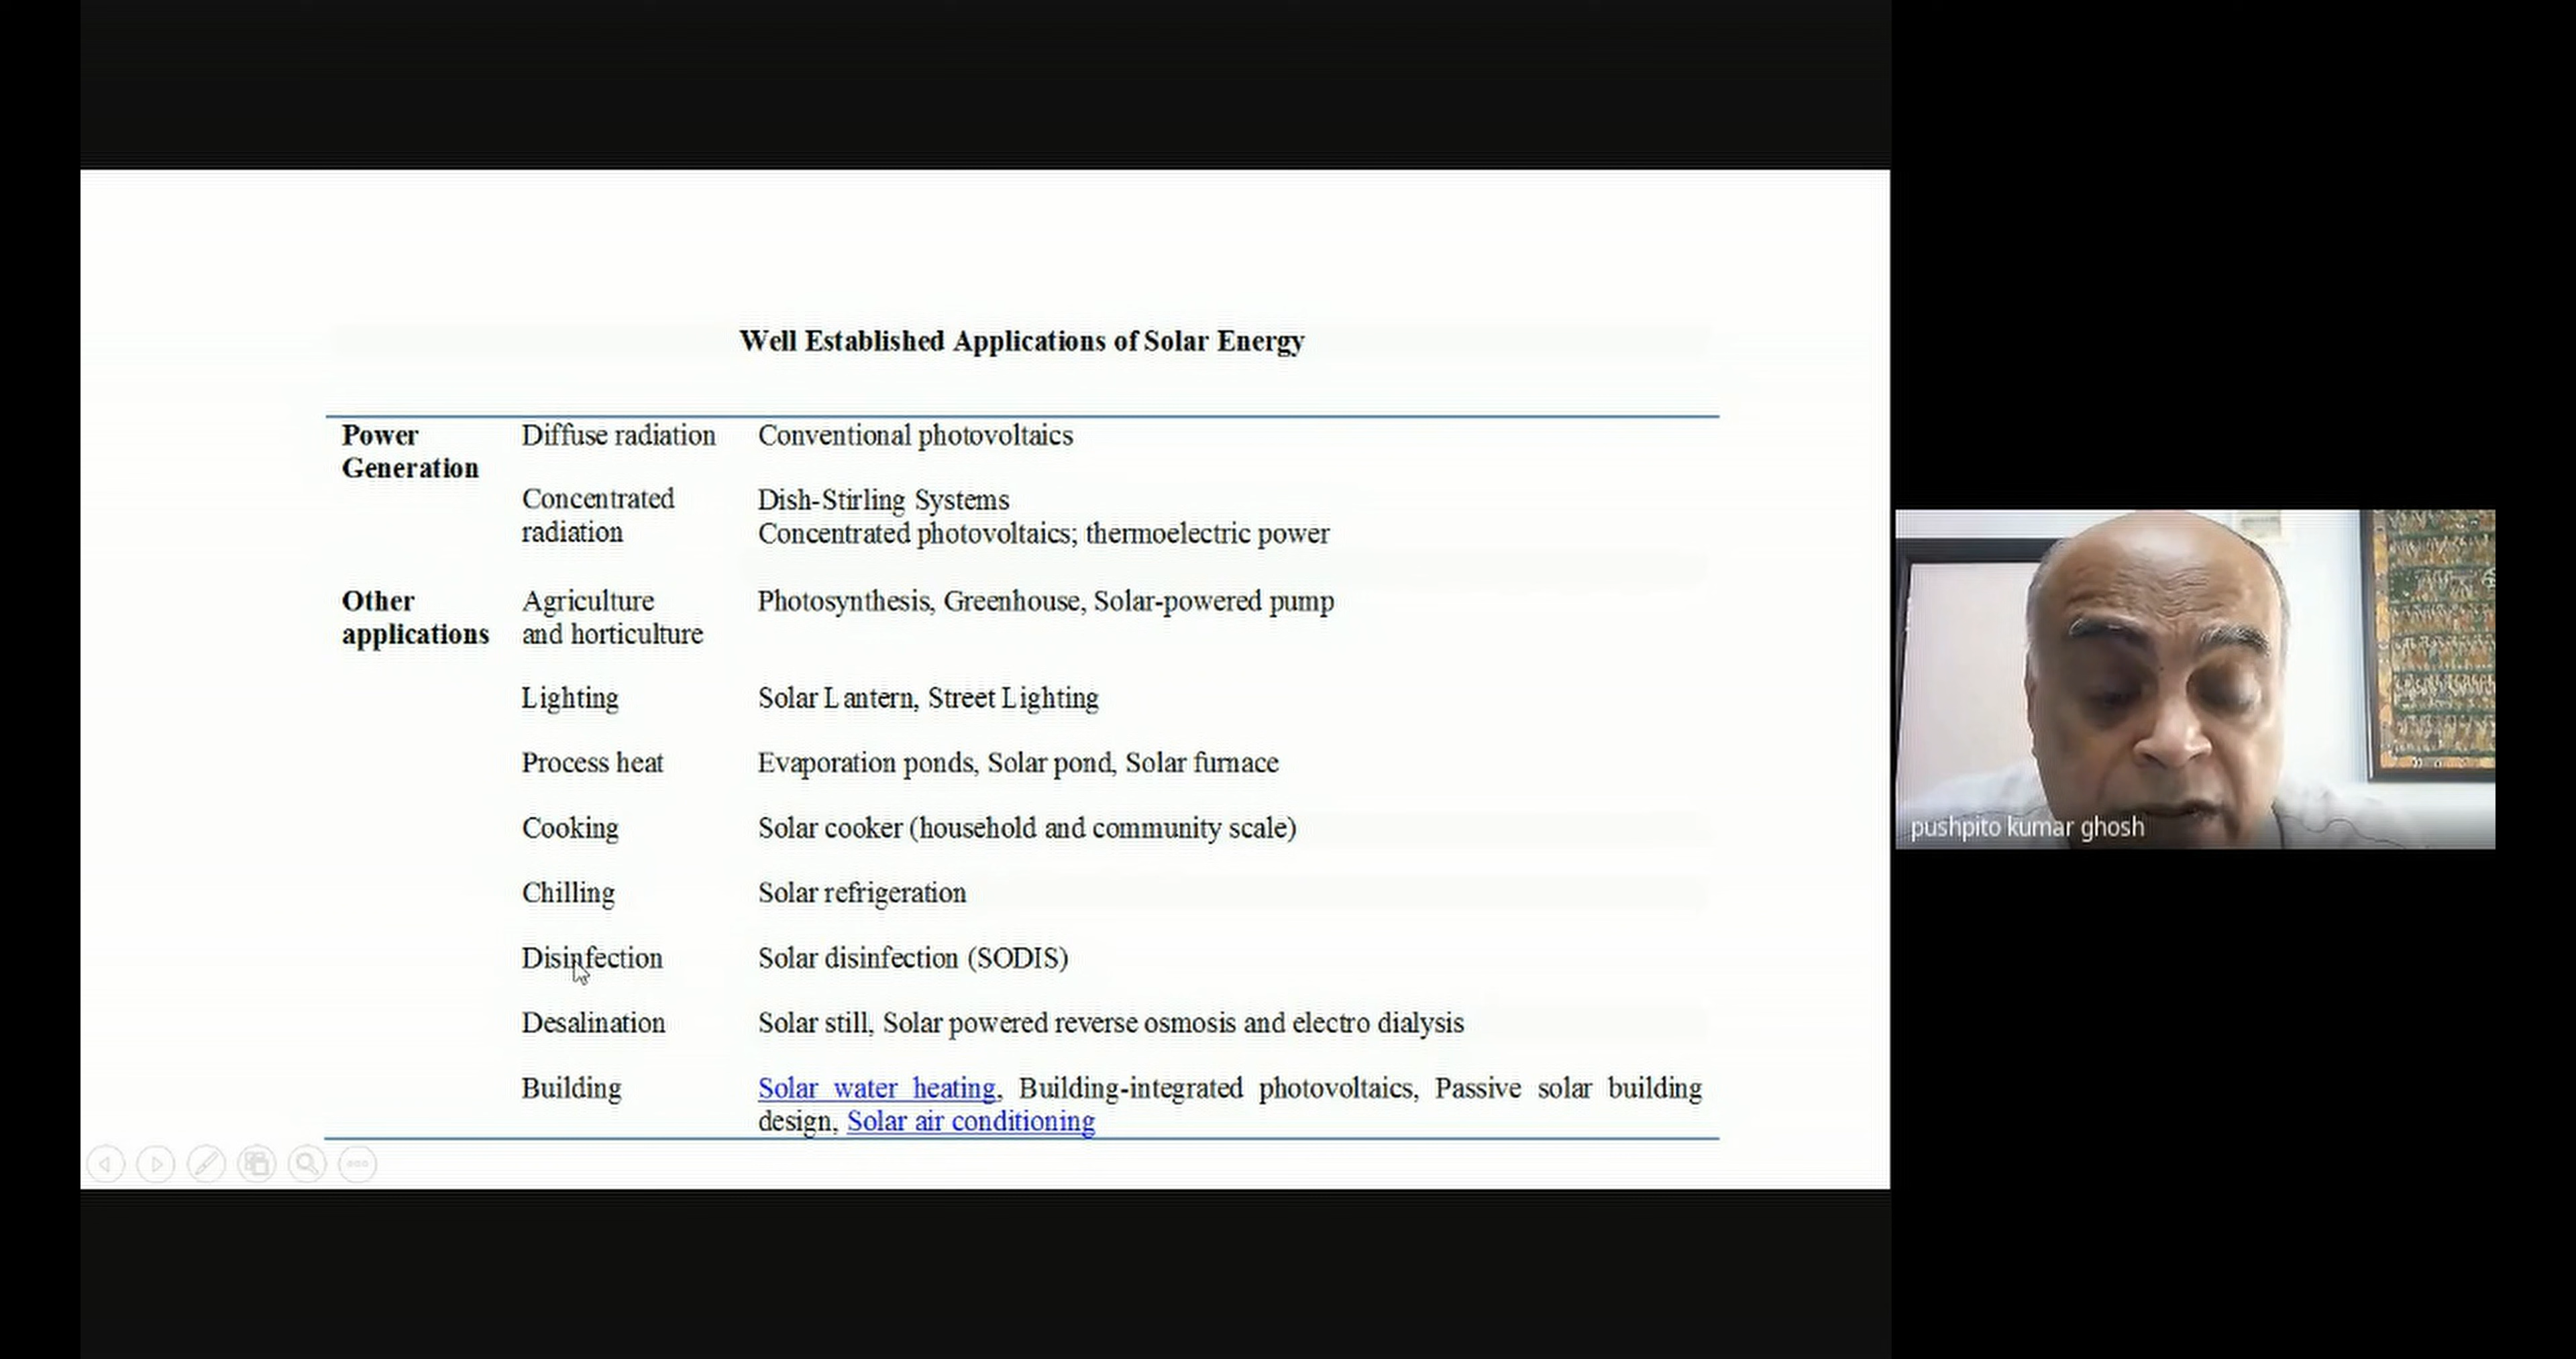 Well Established Applications of Solar Energy
Power Generation Diffuse radiation Conventional photovoltaics
Concentrated radiation Dish-Stirling Systems
Concentrated photovoltaics; thermoelectric power
Other applications Agriculture and horticulture Photosynthesis, Greenhouse, Solar-powered pump
Lighting Solar Lantern, Street Lighting
Process heat Evaporation ponds, Solar pond, Solar furnace
Cooking Solar cooker (household and community scale)
Chilling Solar refrigeration
Disinfection Solar disinfection (SODIS)
Desalination Solar still, Solar powered reverse osmosis and electro dialysis
Building Solar water heating, Building-integrated photovoltaics, Passive solar building
design, Solar air conditioning
pushpito kumar ghosh